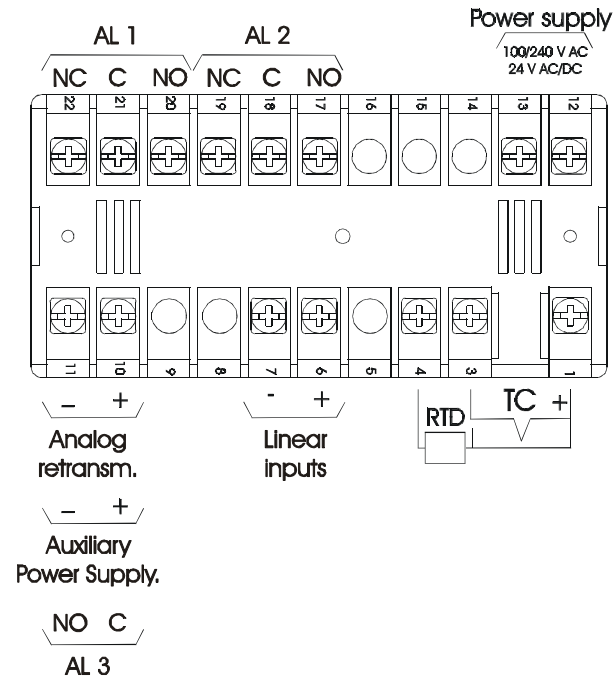 Power supply
100/240 V AC
24 V AC/DC
AL 1 AL 2
NC C NO NC C NO
22 21 20 19 18 17 16 15 14 13 12
11 10 9 8 7 6 5 4 3 1
– + - + RTD TC +
Analog
retransm.
Linear
inputs
– +
Auxiliary
Power Supply.
NO C
AL 3